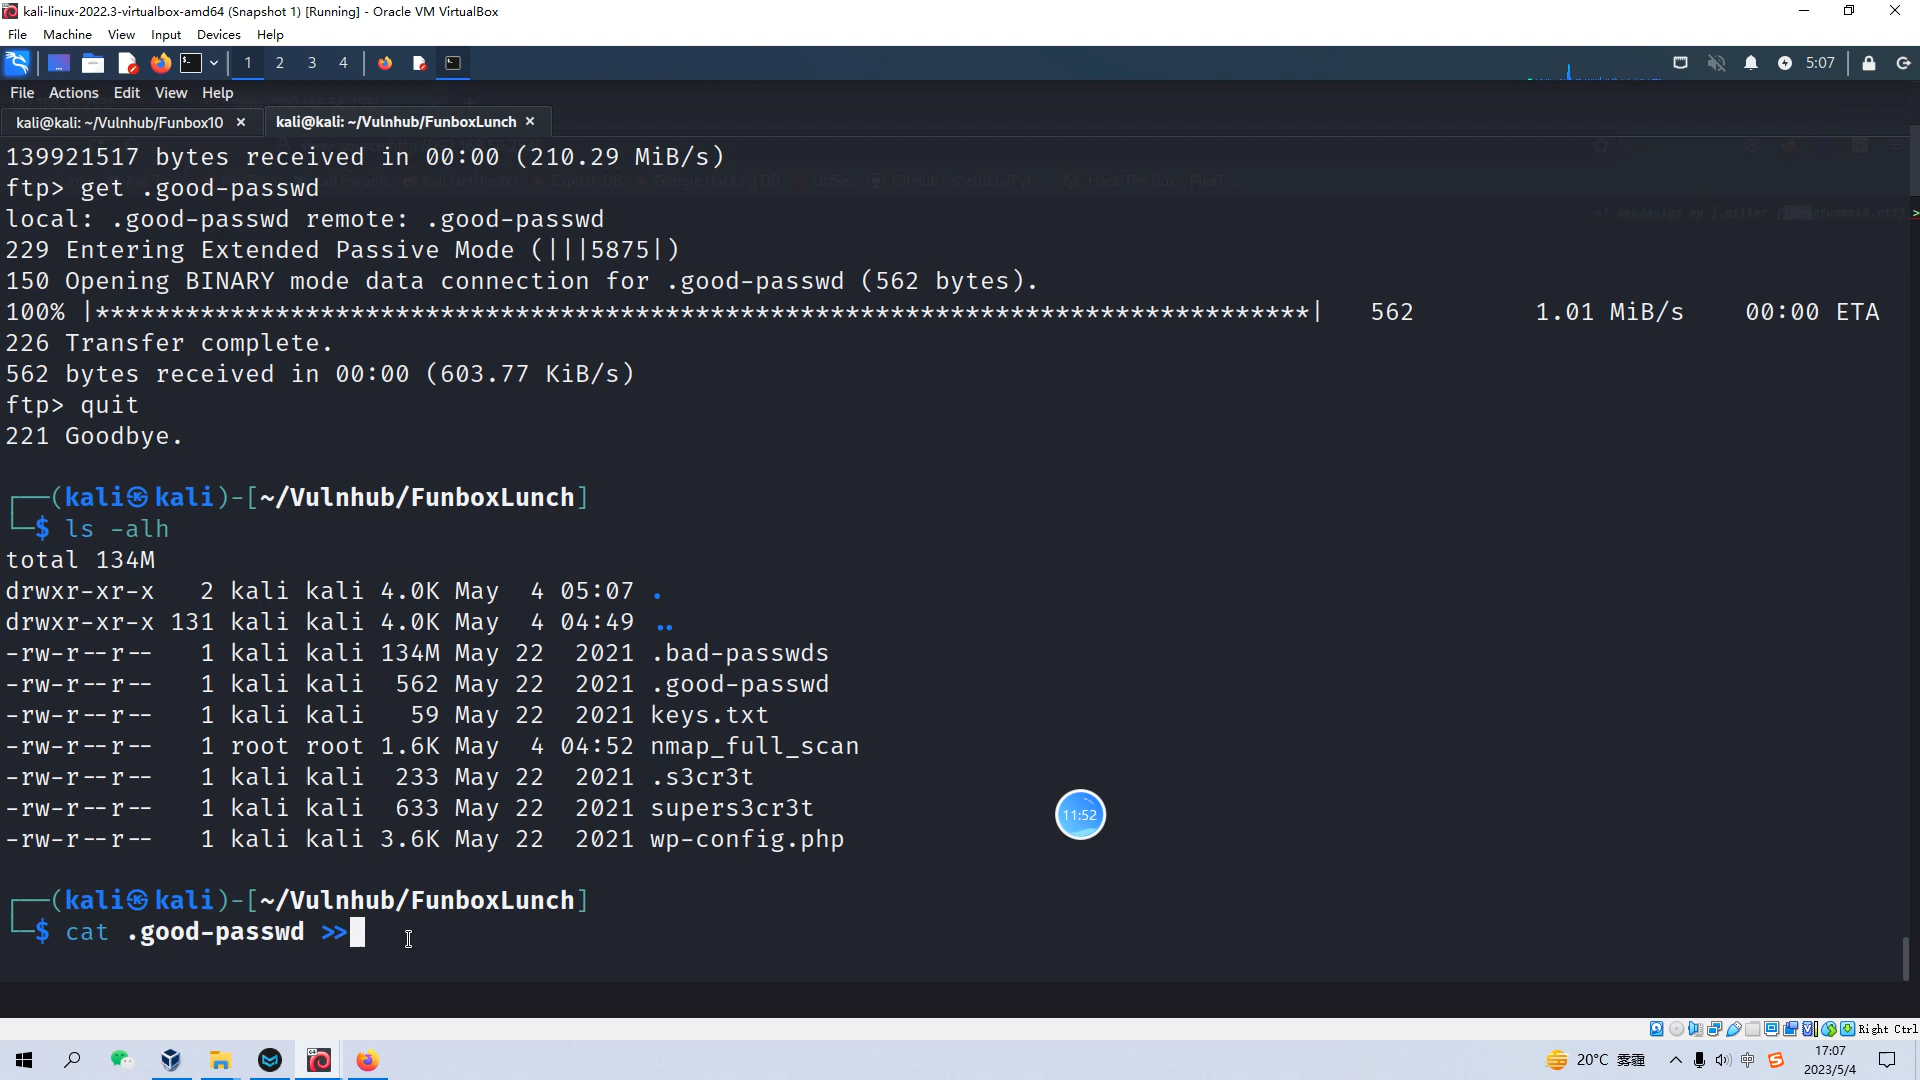 kali-linux-2022.3-virtualbox-amd64 (Snapshot 1) [Running] - Oracle VM VirtualBox
File Machine View Input Devices Help
1 2 3 4 5:07
File Actions Edit View Help
kali@kali: ~/Vulnhub/Funbox10 × kali@kali: ~/Vulnhub/FunboxLunch ×
139921517 bytes received in 00:00 (210.29 MiB/s)
ftp> get .good-passwd
local: .good-passwd remote: .good-passwd
229 Entering Extended Passive Mode (|||5875|)
150 Opening BINARY mode data connection for .good-passwd (562 bytes).
100% |*********************************************************************************| 562 1.01 MiB/s 00:00 ETA
226 Transfer complete.
562 bytes received in 00:00 (603.77 KiB/s)
ftp> quit
221 Goodbye.
┌──(kali㉿kali)-[~/Vulnhub/FunboxLunch]
└─$ ls -alh
total 134M
drwxr-xr-x 2 kali kali 4.0K May 4 05:07 .
drwxr-xr-x 131 kali kali 4.0K May 4 04:49 ..
-rw-r--r-- 1 kali kali 134M May 22 2021 .bad-passwds
-rw-r--r-- 1 kali kali 562 May 22 2021 .good-passwd
-rw-r--r-- 1 kali kali 59 May 22 2021 keys.txt
-rw-r--r-- 1 root root 1.6K May 4 04:52 nmap_full_scan
-rw-r--r-- 1 kali kali 233 May 22 2021 .s3cr3t
-rw-r--r-- 1 kali kali 633 May 22 2021 supers3cr3t
-rw-r--r-- 1 kali kali 3.6K May 22 2021 wp-config.php
11:52
┌──(kali㉿kali)-[~/Vulnhub/FunboxLunch]
└─$ cat .good-passwd >>
Right Ctrl
20°C 雾霾 中 17:07
2023/5/4